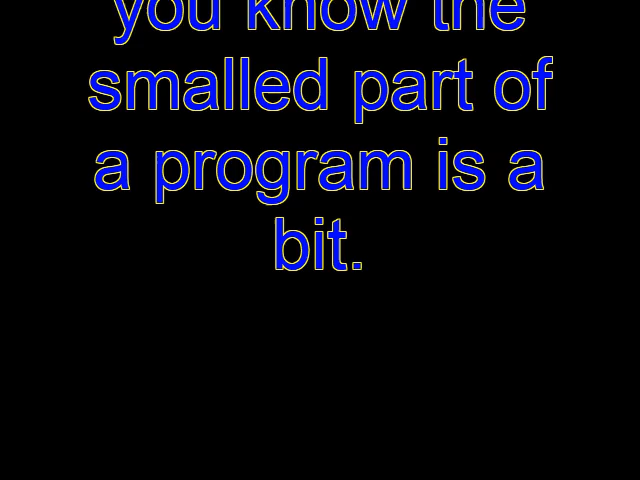 you know the
smalled part of
a program is a
bit.